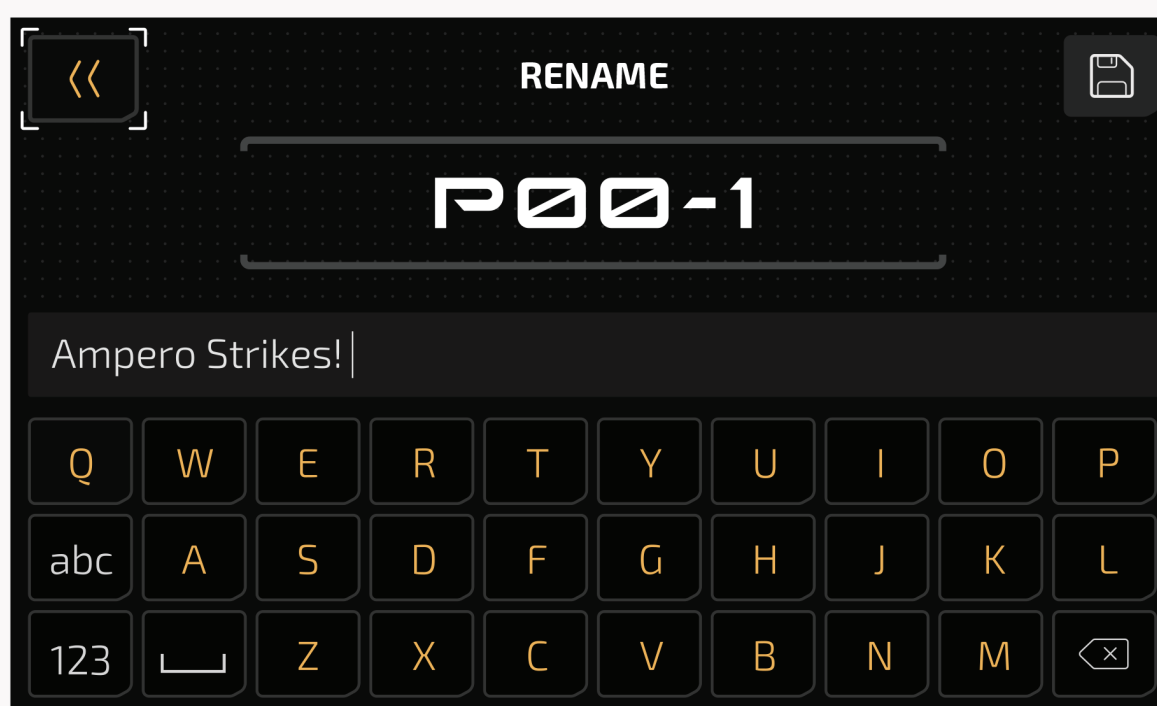 RENAME
P00-1
Ampero Strikes!
Q W E R T Y U I O P
abc A S D F G H J K L
123 Z X C V B N M